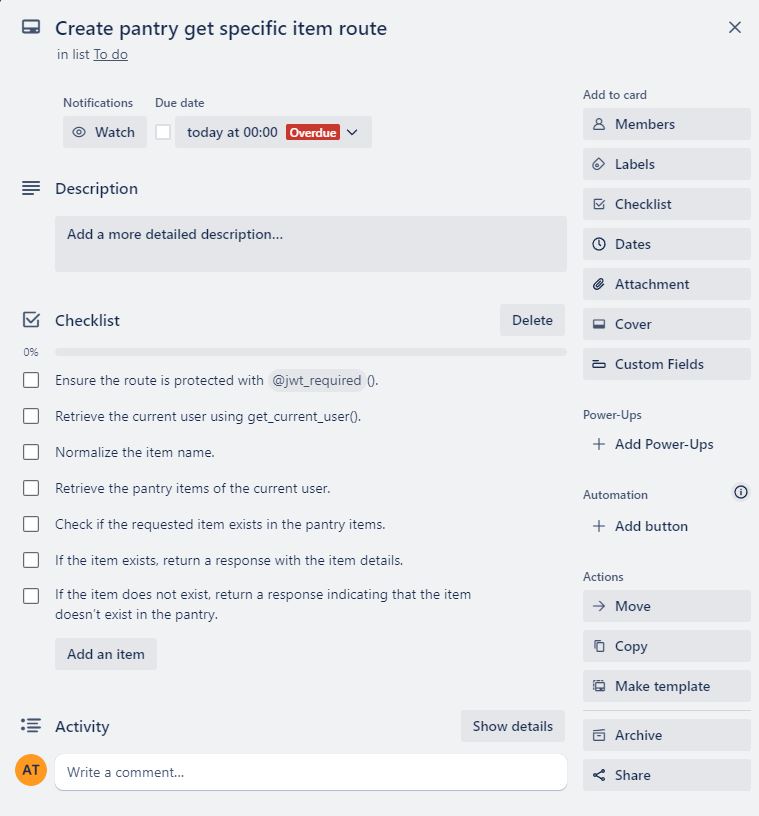 Create pantry get specific item route
in list To do
Notifications
Due date
Watch
today at 00:00 Overdue
Description
Add a more detailed description...
Checklist
Delete
0%
Ensure the route is protected with @jwt_required ().
Retrieve the current user using get_current_user().
Normalize the item name.
Retrieve the pantry items of the current user.
Check if the requested item exists in the pantry items.
If the item exists, return a response with the item details.
If the item does not exist, return a response indicating that the item
doesn't exist in the pantry.
Add an item
Activity
Show details
AT
Write a comment...
Add to card
Members
Labels
Checklist
Dates
Attachment
Cover
Custom Fields
Power-Ups
Add Power-Ups
Automation
Add button
Actions
Move
Copy
Make template
Archive
Share